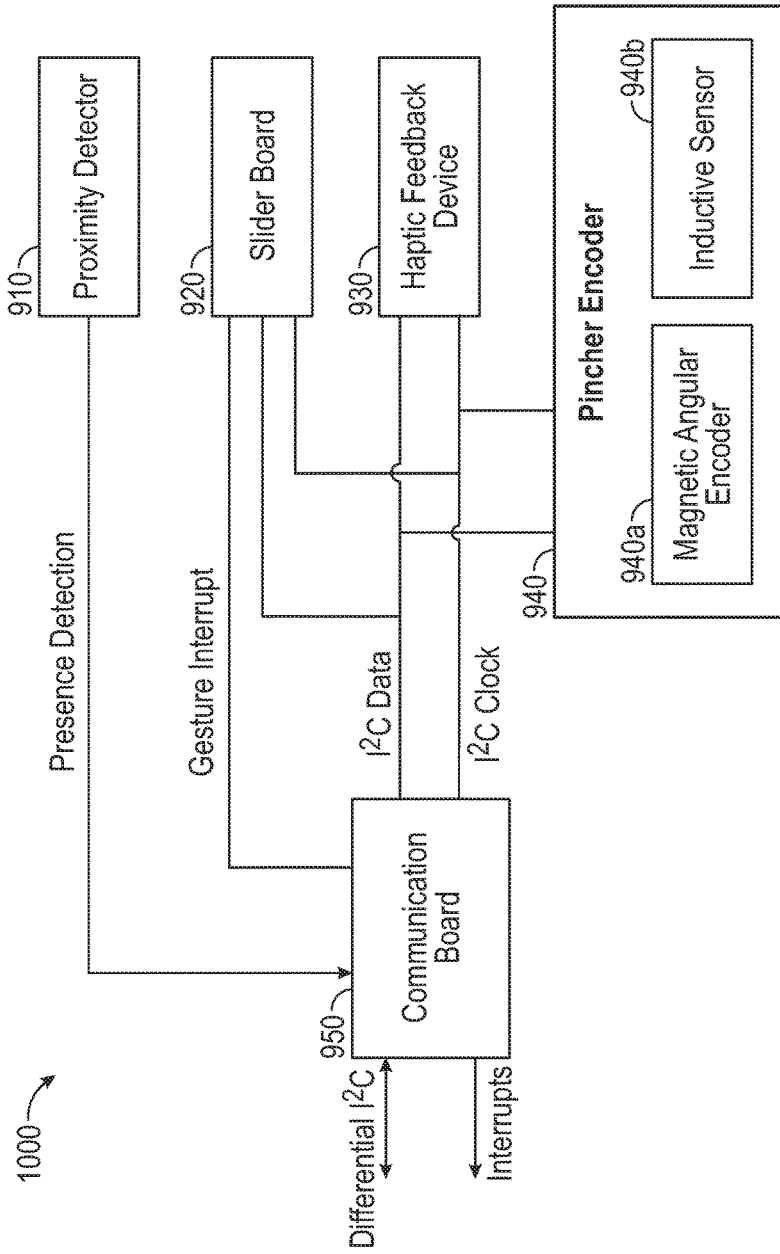 1000
910
Proximity Detector
Presence Detection
920
Slider Board
Gesture Interrupt
930
Haptic Feedback
Device
I²C Data
I²C Clock
950
Communication
Board
Differential I²C
Interrupts
940
Pincher Encoder
940a
Magnetic Angular
Encoder
940b
Inductive Sensor